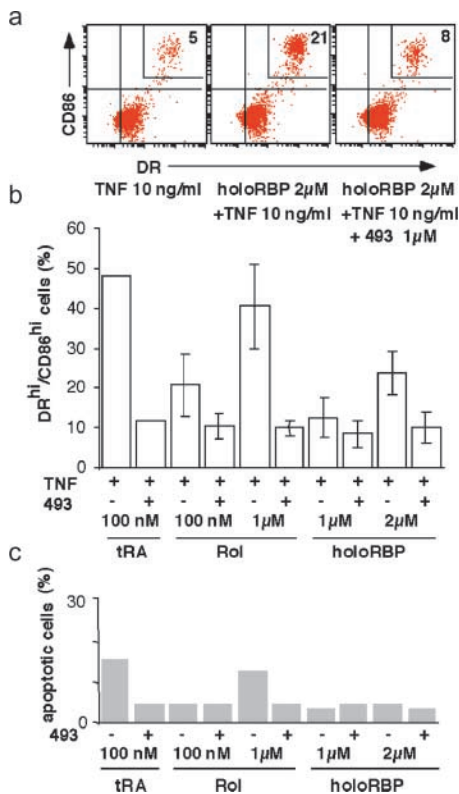 a
5 21 8
CD86
DR
TNF 10 ng/ml holoRBP 2µM holoRBP 2µM
+TNF 10 ng/ml +TNF 10 ng/ml
+ 493 1µM
b
DRhi/CD86hi cells (%)
60
50
40
30
20
10
0
TNF + + + + + + + + + +
493 - + - + - + - + - +
100 nM 100 nM 1µM 1µM 2µM
tRA Rol holoRBP
c
apoptotic cells (%)
30
20
0
493 - + - + - + - + - +
100 nM 100 nM 1µM 1µM 2µM
tRA Rol holoRBP